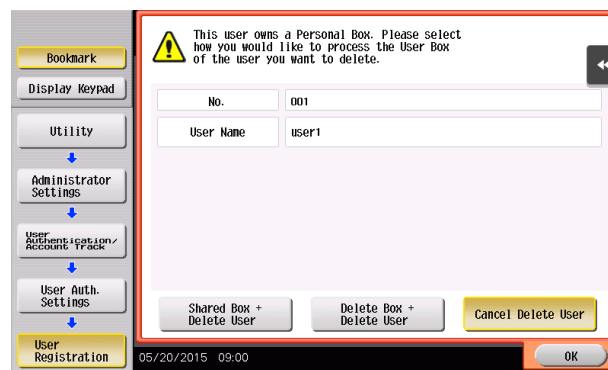 Bookmark
Display Keypad
Utility
Administrator
Settings
User
Authentication/
Account Track
User Auth.
Settings
User
Registration
This user owns a Personal Box. Please select
how you would like to process the User Box
of the user you want to delete.
No.
001
User Name
user1
Shared Box +
Delete User
Delete Box +
Delete User
Cancel Delete User
05/20/2015 09:00
OK